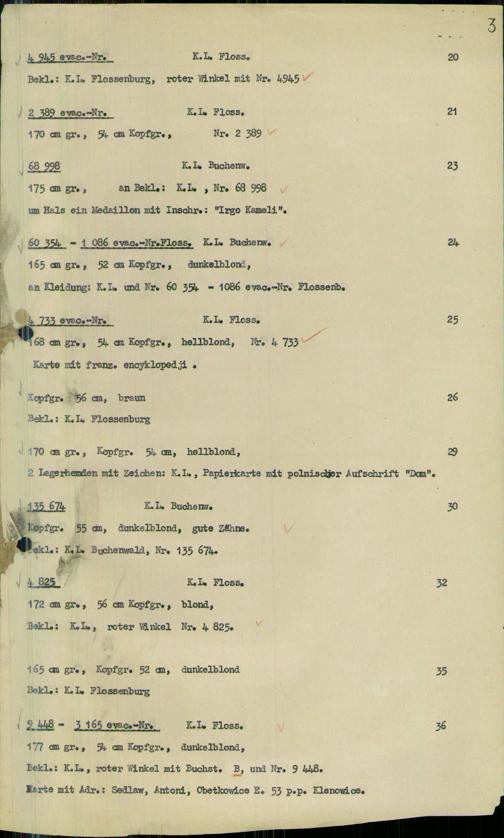 3
4 945 evac.-Nr. K.L. Floss. 20
Bekl.: K.L. Flossenburg, roter Winkel mit Nr. 4945
2 389 evac.-Nr. K.L. Floss. 21
170 cm gr., 54 cm Kopfgr., Nr. 2 389
68 998 K.L. Buchenw. 23
175 cm gr., an Bekl.: K.L., Nr. 68 998
um Hals ein Medaillon mit Inschr.: "Irgo Kameli".
60 354 - 1 086 evac.-Nr.Floss. K.L. Buchenw. 24
165 cm gr., 52 cm Kopfgr., dunkelblond,
an Kleidung: K.L. und Nr. 60 354 - 1086 evac.-Nr. Flossenb.
4 733 evac.-Nr. K.L. Floss. 25
168 cm gr., 54 cm Kopfgr., hellblond, Nr. 4 733
Karte mit franz. encyklopedji .
Kopfgr. 56 cm, braun 26
Bekl.: K.L. Flossenburg
170 cm gr., Kopfgr. 54 cm, hellblond, 29
2 Lagerhemden mit Zeichen: K.L., Papierkarte mit polnischer Aufschrift "Dom".
135 674 K.L. Buchenw. 30
Kopfgr. 55 cm, dunkelblond, gute Zähne.
Bekl.: K.L. Buchenwald, Nr. 135 674.
4 825 K.L. Floss. 32
172 cm gr., 56 cm Kopfgr., blond,
Bekl.: K.L., roter Winkel Nr. 4 825.
165 cm gr., Kopfgr. 52 cm, dunkelblond 35
Bekl.: K.L. Flossenburg
9 448 - 3 165 evac.-Nr. K.L. Floss. 36
177 cm gr., 54 cm Kopfgr., dunkelblond,
Bekl.: K.L., roter Winkel mit Buchst. B, und Nr. 9 448.
Karte mit Adr.: Sedlaw, Antoni, Obetkowice E. 53 p.p. Klenowice.